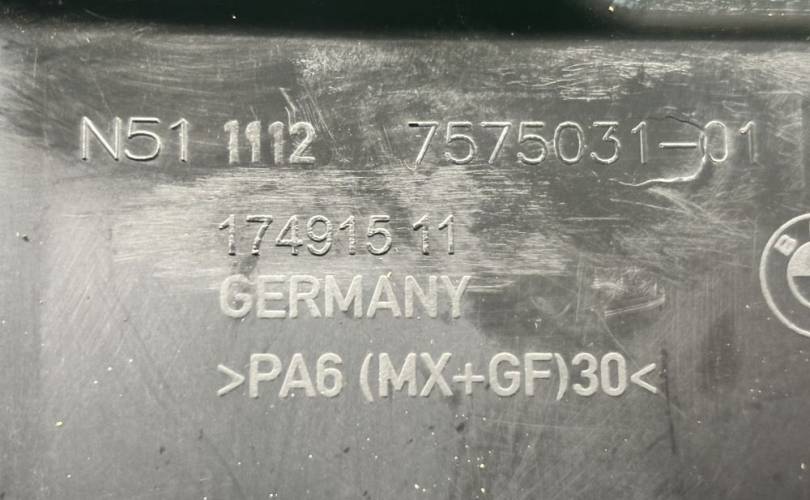 N51 1112 7575031-01
174915 11
GERMANY
>PA6 (MX+GF)30<
B